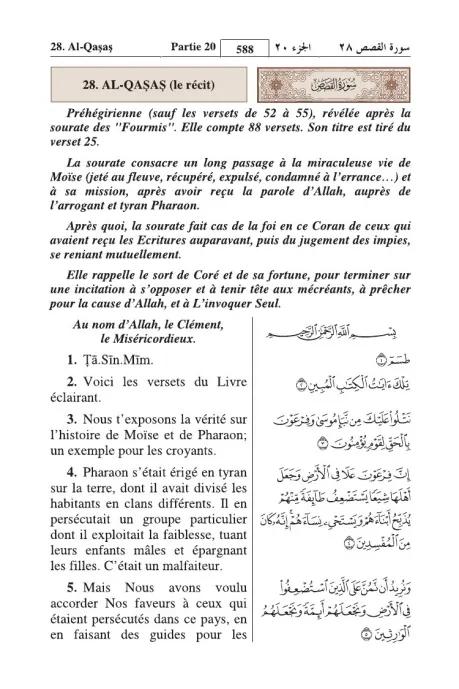 28. Al-Qaṣaṣ Partie 20 588 الجزء ٢٠ سورة القصص ٢٨
28. AL-QAṢAṢ (le récit)
سورة القصص
Préhégirienne (sauf les versets de 52 à 55), révélée après la
sourate des "Fourmis". Elle compte 88 versets. Son titre est tiré du
verset 25.
La sourate consacre un long passage à la miraculeuse vie de
Moïse (jeté au fleuve, récupéré, expulsé, condamné à l'errance…) et
à sa mission, après avoir reçu la parole d'Allah, auprès de
l'arrogant et tyran Pharaon.
Après quoi, la sourate fait cas de la foi en ce Coran de ceux qui
avaient reçu les Ecritures auparavant, puis du jugement des impies,
se reniant mutuellement.
Elle rappelle le sort de Coré et de sa fortune, pour terminer sur
une incitation à s'opposer et à tenir tête aux mécréants, à prêcher
pour la cause d'Allah, et à L'invoquer Seul.
Au nom d'Allah, le Clément,
le Miséricordieux.
1. Ṭā.Sīn.Mīm.
2. Voici les versets du Livre
éclairant.
3. Nous t'exposons la vérité sur
l'histoire de Moïse et de Pharaon;
un exemple pour les croyants.
4. Pharaon s'était érigé en tyran
sur la terre, dont il avait divisé les
habitants en clans différents. Il en
persécutait un groupe particulier
dont il exploitait la faiblesse, tuant
leurs enfants mâles et épargnant
les filles. C'était un malfaiteur.
5. Mais Nous avons voulu
accorder Nos faveurs à ceux qui
étaient persécutés dans ce pays, en
en faisant des guides pour les
بِسْمِ ٱللَّهِ ٱلرَّحْمَٰنِ ٱلرَّحِيمِ
طسٓمٓ ١
تِلْكَ ءَايَٰتُ ٱلْكِتَٰبِ ٱلْمُبِينِ ٢
نَتْلُوا۟ عَلَيْكَ مِن نَّبَإِ مُوسَىٰ وَفِرْعَوْنَ
بِٱلْحَقِّ لِقَوْمٍ يُؤْمِنُونَ ٣
إِنَّ فِرْعَوْنَ عَلَا فِى ٱلْأَرْضِ وَجَعَلَ
أَهْلَهَا شِيَعًا يَسْتَضْعِفُ طَآئِفَةً مِّنْهُمْ
يُذَبِّحُ أَبْنَآءَهُمْ وَيَسْتَحْىِۦ نِسَآءَهُمْ ۚ إِنَّهُۥ كَانَ
مِنَ ٱلْمُفْسِدِينَ ٤
وَنُرِيدُ أَن نَّمُنَّ عَلَى ٱلَّذِينَ ٱسْتُضْعِفُوا۟
فِى ٱلْأَرْضِ وَنَجْعَلَهُمْ أَئِمَّةً وَنَجْعَلَهُمُ
ٱلْوَٰرِثِينَ ٥